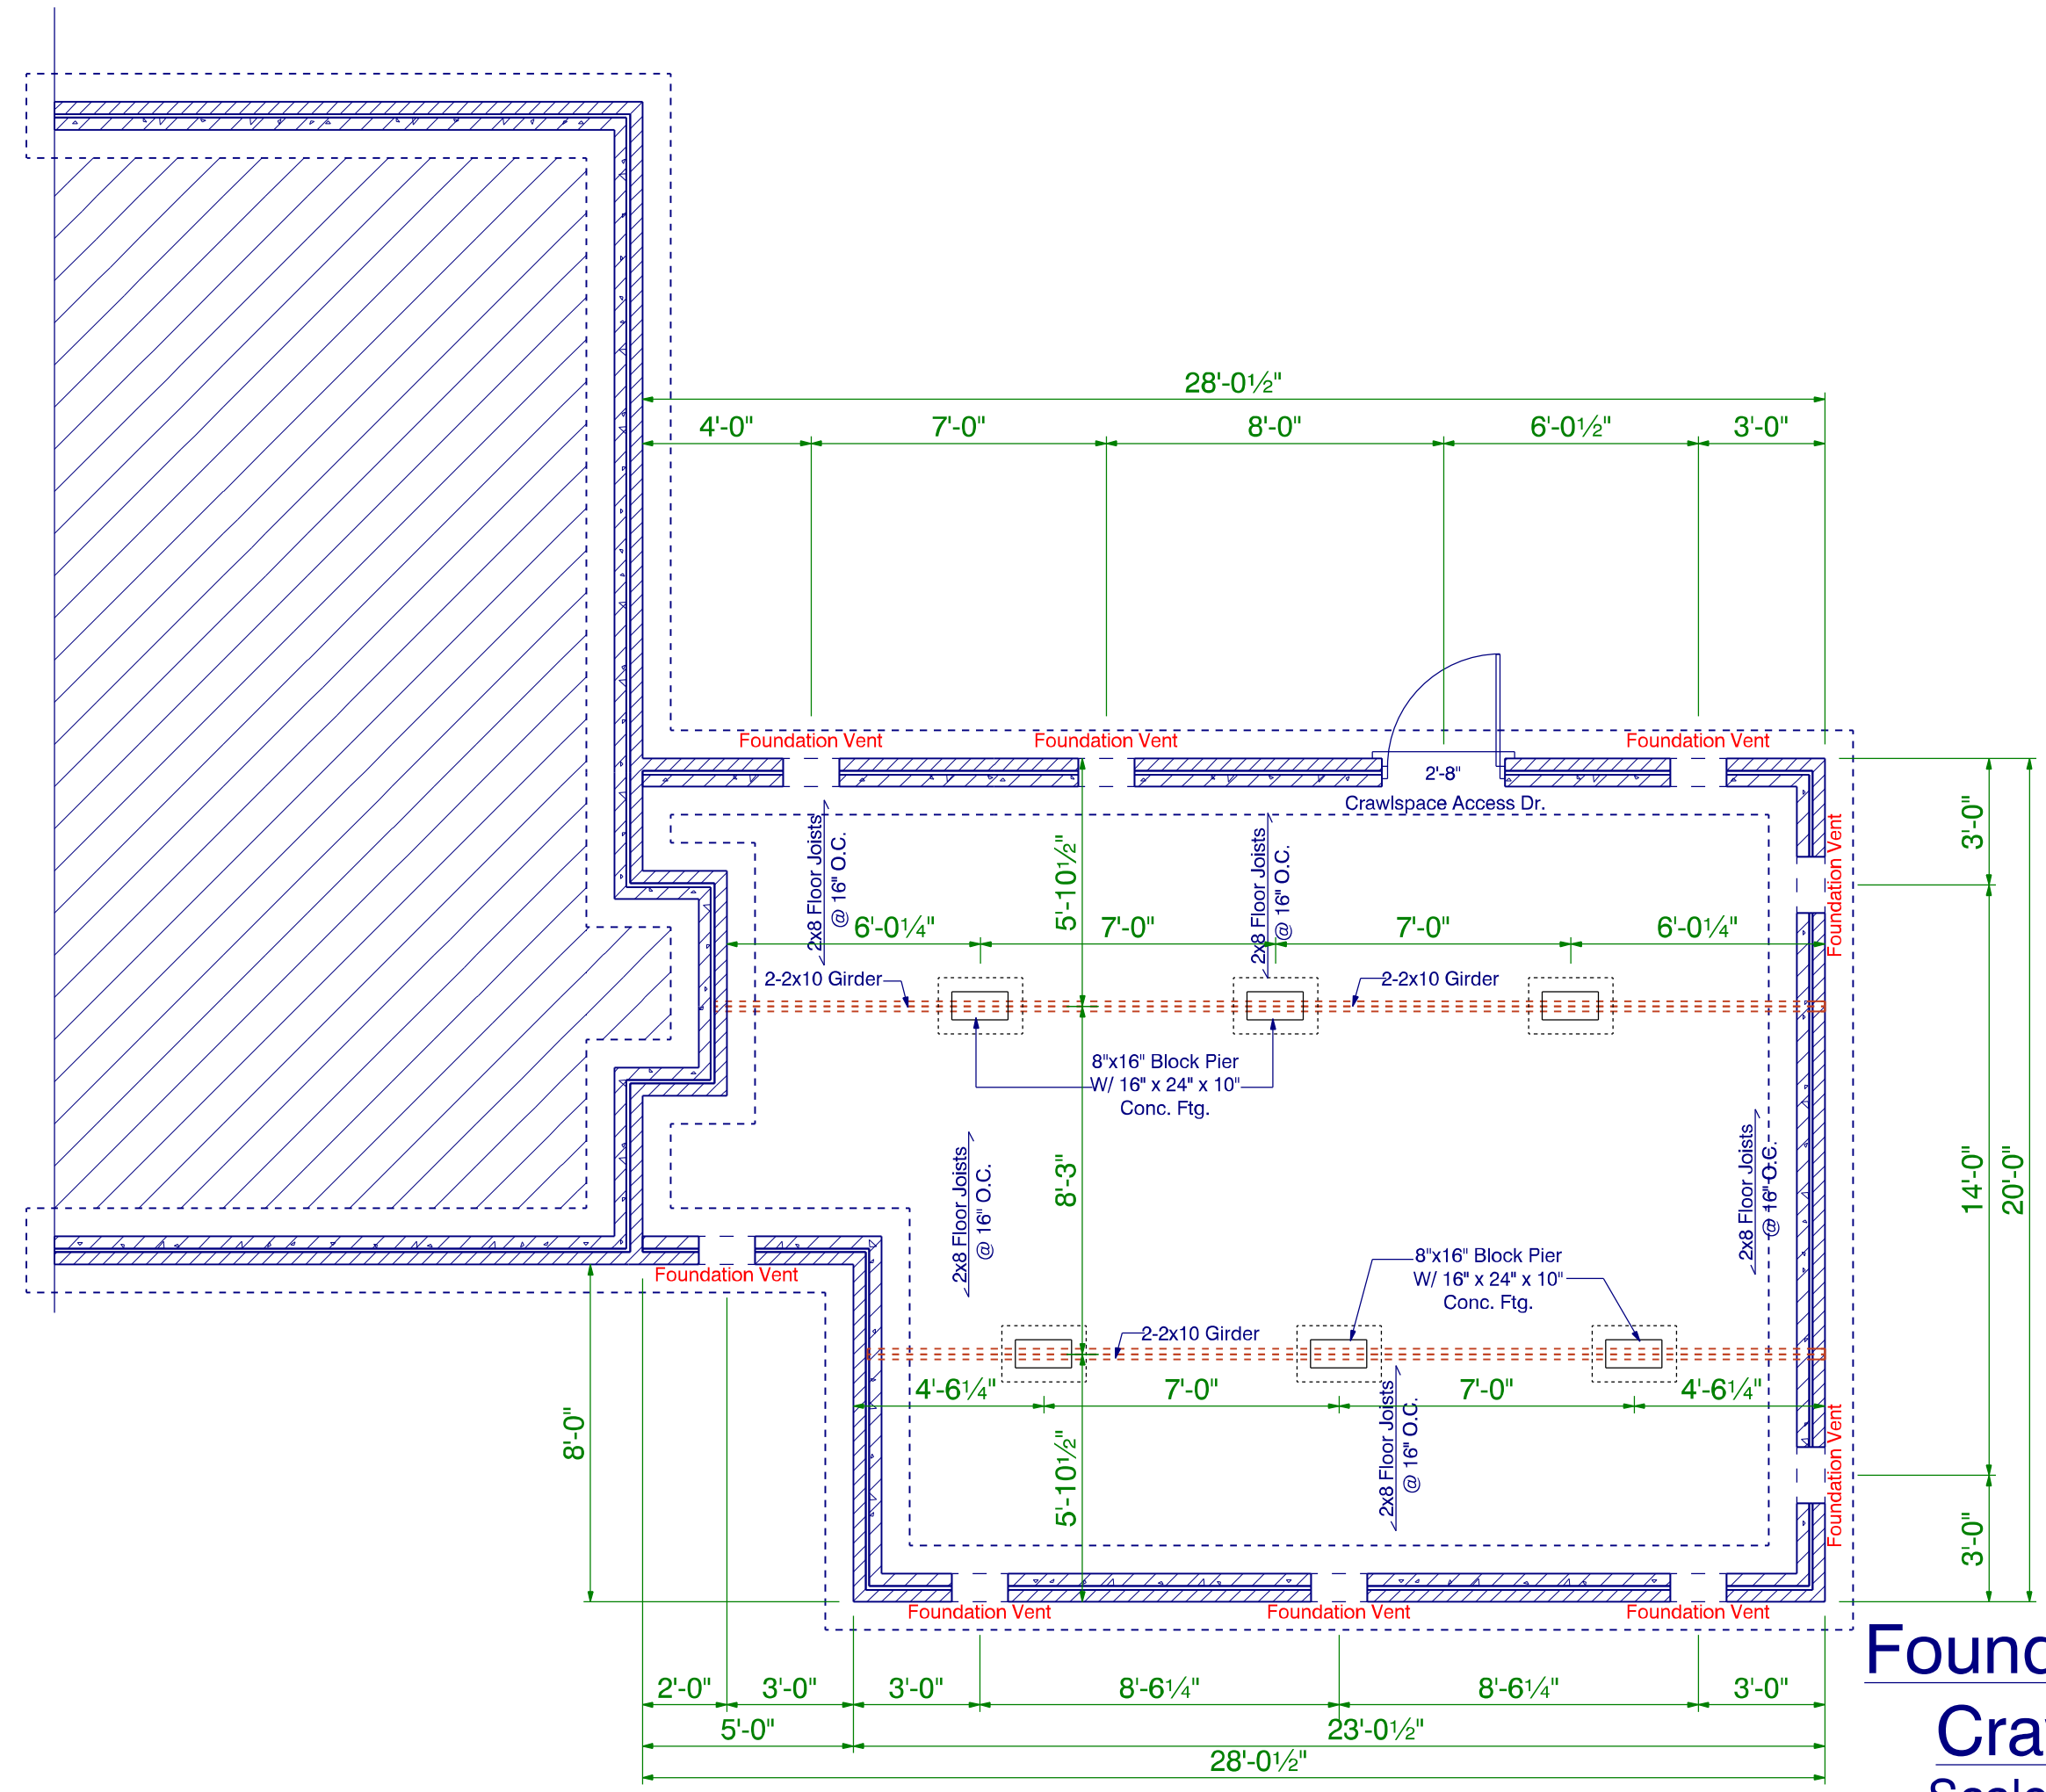 28'-0½"
4'-0"
7'-0"
8'-0"
6'-0½"
3'-0"
Foundation Vent
Foundation Vent
Foundation Vent
2'-8"
Crawlspace Access Dr.
2x8 Floor Joists
@ 16" O.C.
5'-10½"
2x8 Floor Joists
@ 16" O.C.
Foundation Vent
3'-0"
6'-0¼"
7'-0"
7'-0"
6'-0¼"
2-2x10 Girder
2-2x10 Girder
8"x16" Block Pier
W/ 16" x 24" x 10"
Conc. Ftg.
2x8 Floor Joists
@ 16" O.C.
8'-3"
2x8 Floor Joists
@ 16" O.C.
14'-0"
20'-0"
Foundation Vent
8"x16" Block Pier
W/ 16" x 24" x 10"
Conc. Ftg.
2-2x10 Girder
4'-6¼"
7'-0"
7'-0"
4'-6¼"
8'-0"
5'-10½"
2x8 Floor Joists
@ 16" O.C.
Foundation Vent
3'-0"
Foundation Vent
Foundation Vent
Foundation Vent
2'-0"
3'-0"
3'-0"
8'-6¼"
8'-6¼"
3'-0"
5'-0"
23'-0½"
28'-0½"
Found
Cra